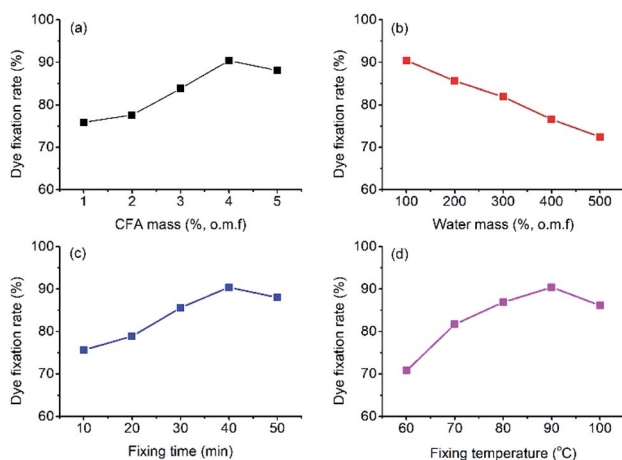 (a)
Dye fixation rate (%)
100
90
80
70
60
1 2 3 4 5
CFA mass (%, o.m.f)
(b)
Dye fixation rate (%)
100
90
80
70
60
100 200 300 400 500
Water mass (%, o.m.f)
(c)
Dye fixation rate (%)
100
90
80
70
60
10 20 30 40 50
Fixing time (min)
(d)
Dye fixation rate (%)
100
90
80
70
60
60 70 80 90 100
Fixing temperature (°C)